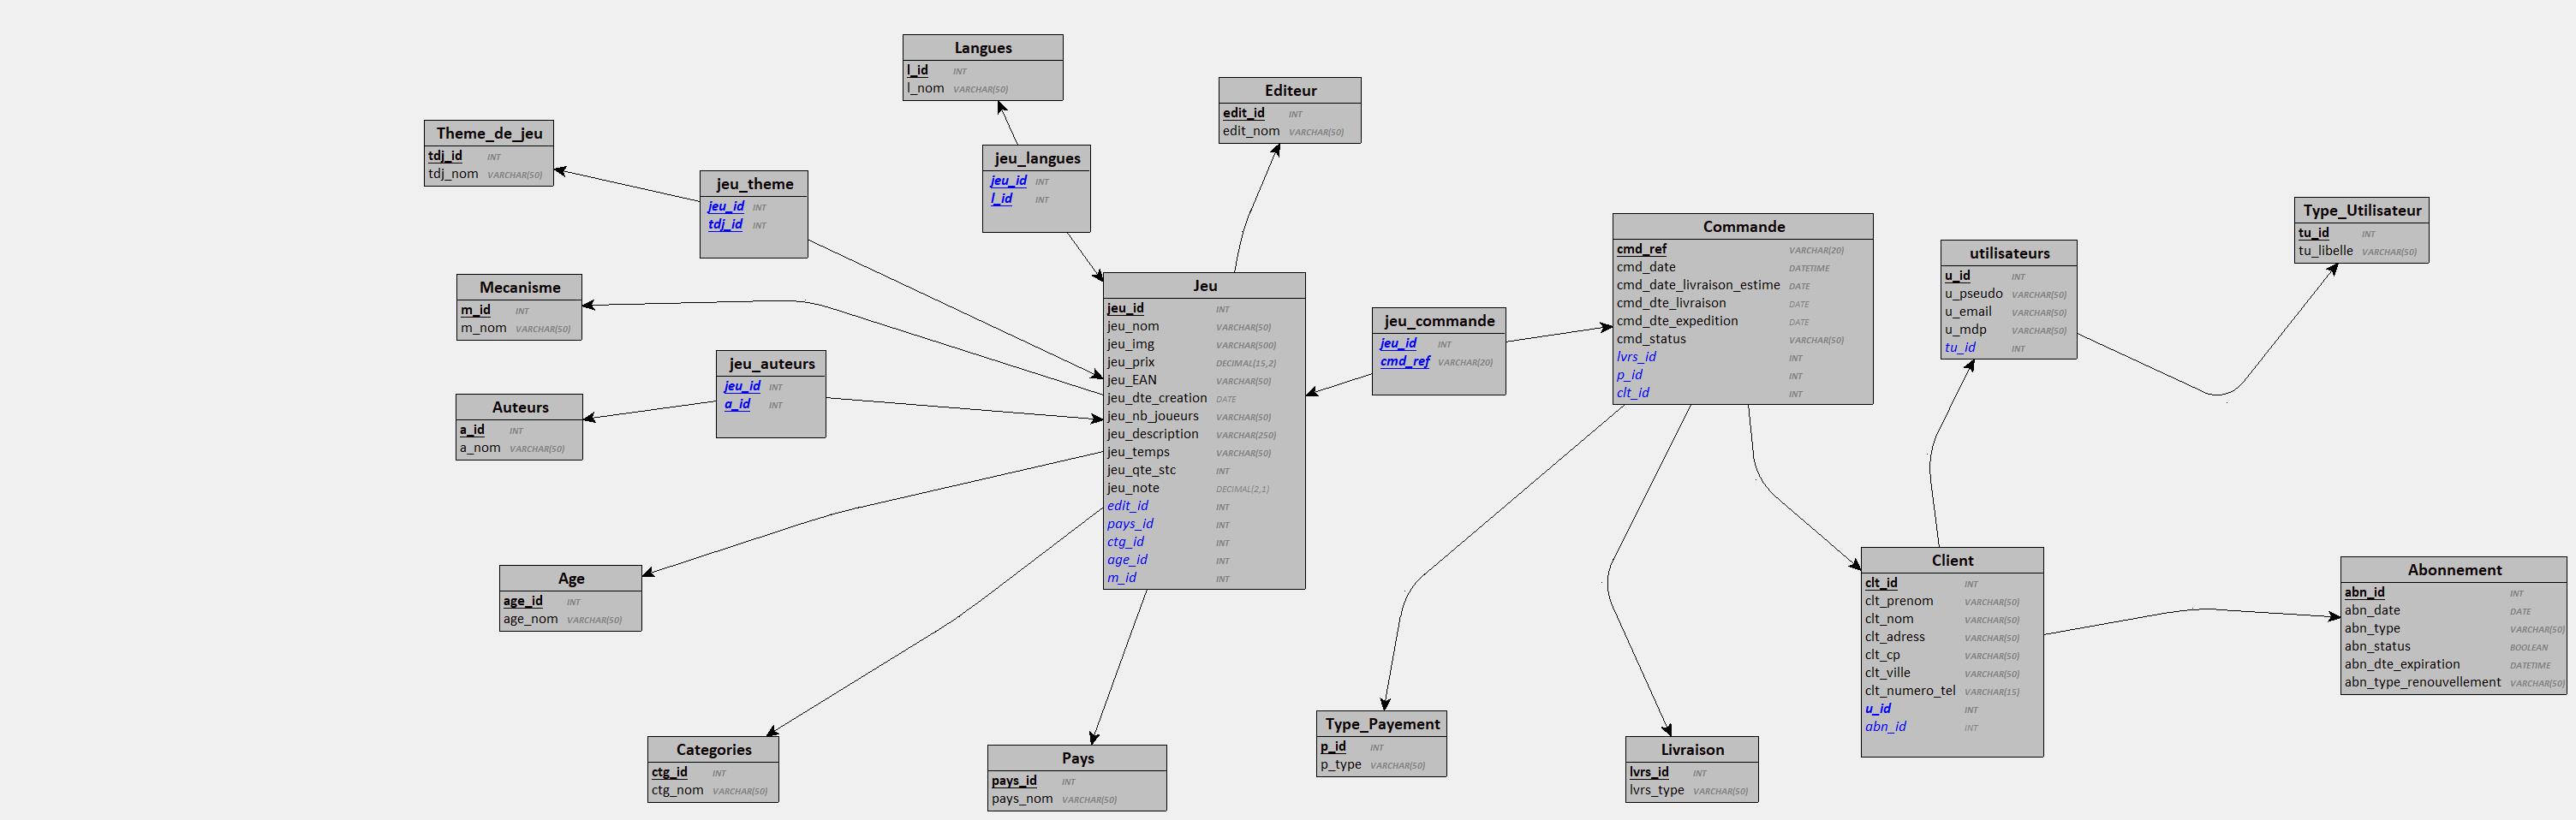 Langues
l_id INT
l_nom VARCHAR(50)
Editeur
edit_id INT
edit_nom VARCHAR(50)
Theme_de_jeu
tdj_id INT
tdj_nom VARCHAR(50)
jeu_langues
jeu_id INT
l_id INT
jeu_theme
jeu_id INT
tdj_id INT
Mecanisme
m_id INT
m_nom VARCHAR(50)
jeu_auteurs
jeu_id INT
a_id INT
Auteurs
a_id INT
a_nom VARCHAR(50)
Jeu
jeu_id INT
jeu_nom VARCHAR(50)
jeu_img VARCHAR(500)
jeu_prix DECIMAL(15,2)
jeu_EAN VARCHAR(50)
jeu_dte_creation DATE
jeu_nb_joueurs VARCHAR(50)
jeu_description VARCHAR(250)
jeu_temps VARCHAR(50)
jeu_qte_stc INT
jeu_note DECIMAL(2,1)
edit_id INT
pays_id INT
ctg_id INT
age_id INT
m_id INT
jeu_commande
jeu_id INT
cmd_ref VARCHAR(20)
Commande
cmd_ref VARCHAR(20)
cmd_date DATETIME
cmd_date_livraison_estime DATE
cmd_dte_livraison DATE
cmd_dte_expedition DATE
cmd_status VARCHAR(50)
lvrs_id INT
p_id INT
clt_id INT
utilisateurs
u_id INT
u_pseudo VARCHAR(50)
u_email VARCHAR(50)
u_mdp VARCHAR(50)
tu_id INT
Type_Utilisateur
tu_id INT
tu_libelle VARCHAR(50)
Age
age_id INT
age_nom VARCHAR(50)
Client
clt_id INT
clt_prenom VARCHAR(50)
clt_nom VARCHAR(50)
clt_adress VARCHAR(50)
clt_cp VARCHAR(50)
clt_ville VARCHAR(50)
clt_numero_tel VARCHAR(15)
u_id INT
abn_id INT
Abonnement
abn_id INT
abn_date DATE
abn_type VARCHAR(50)
abn_status BOOLEAN
abn_dte_expiration DATETIME
abn_type_renouvellement VARCHAR(50)
Categories
ctg_id INT
ctg_nom VARCHAR(50)
Pays
pays_id INT
pays_nom VARCHAR(50)
Type_Payement
p_id INT
p_type VARCHAR(50)
Livraison
lvrs_id INT
lvrs_type VARCHAR(50)